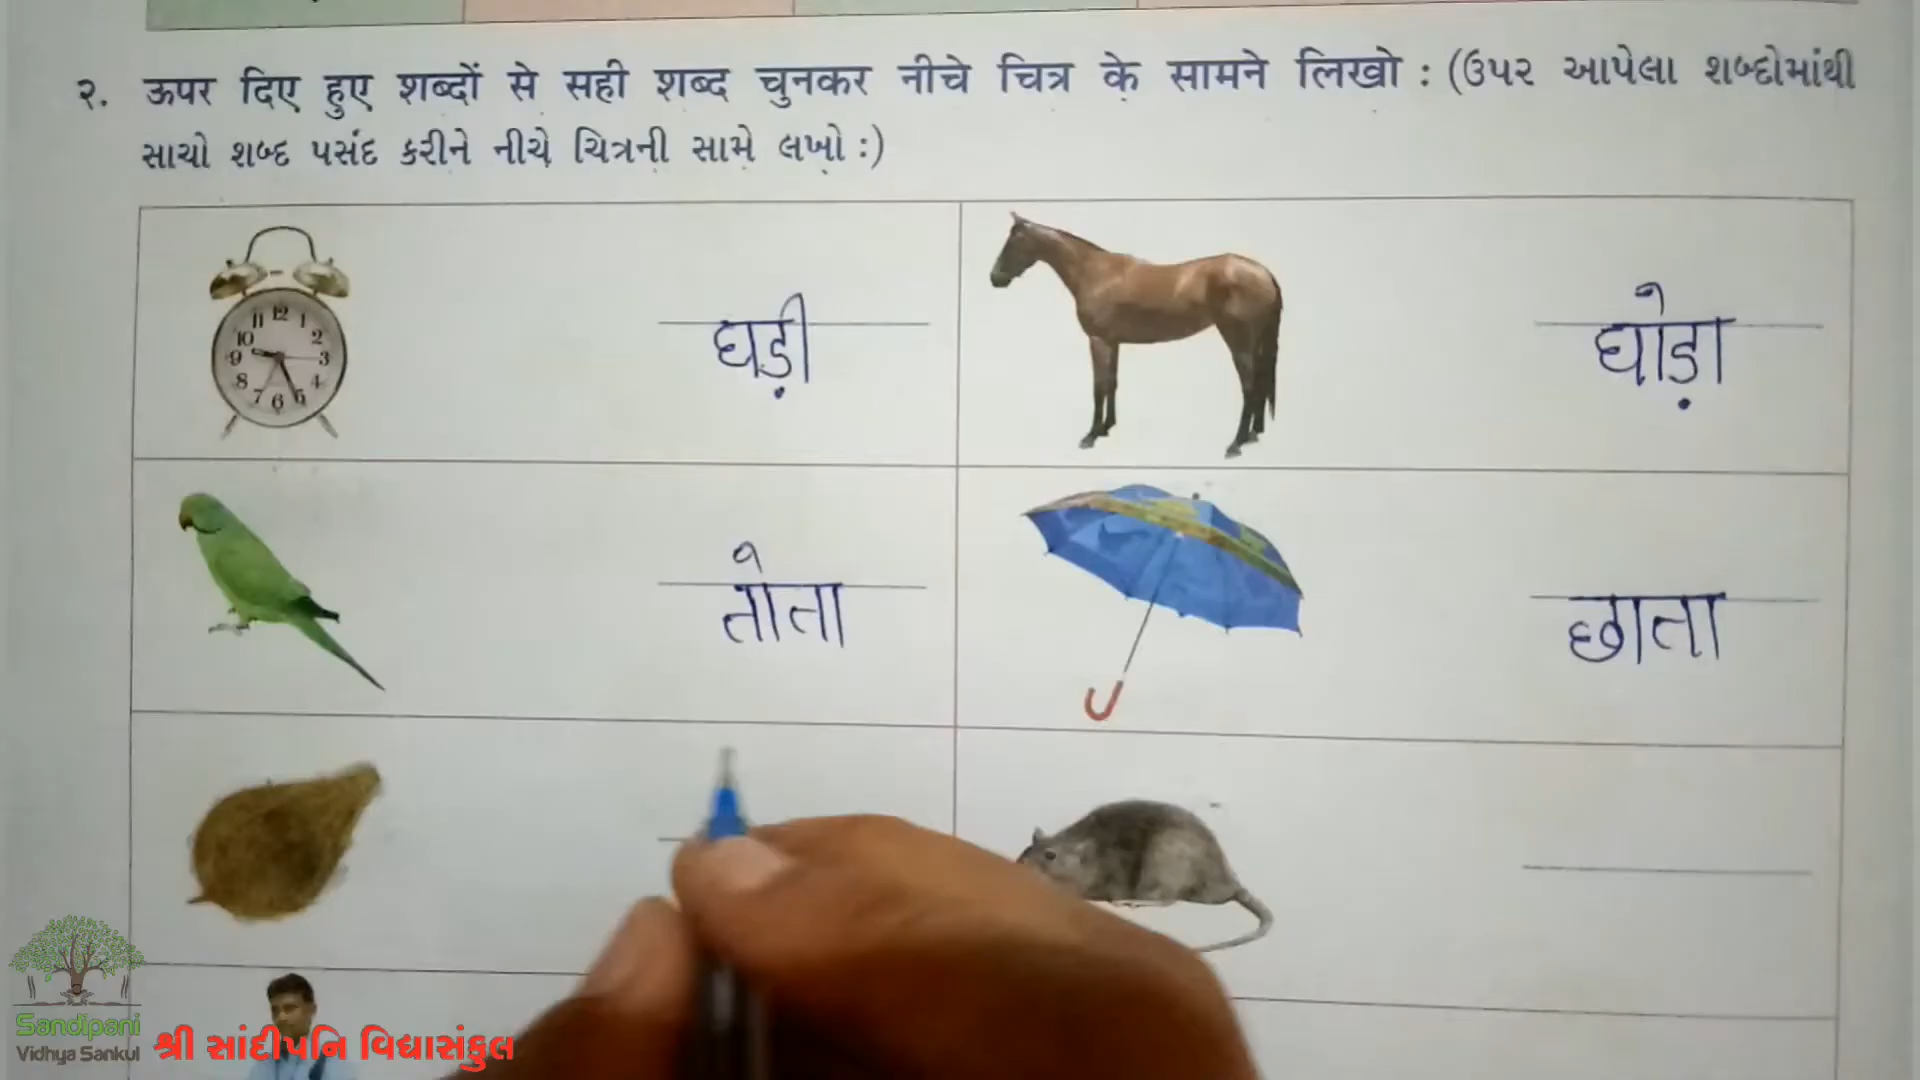 २. ऊपर दिए हुए शब्दों से सही शब्द चुनकर नीचे चित्र के सामने लिखो : (ઉપર આપેલા શબ્દોમાંથી
સાચો શબ્દ પસંદ કરીને નીચે ચિત્રની સામે લખો :)
12
11 1
10 2
9 3
8 4
7 6 5
घड़ी
घोड़ा
तोता
छाता
Sandipani
Vidhya Sankul
શ્રી સાંદીપનિ વિદ્યાસંકુલ